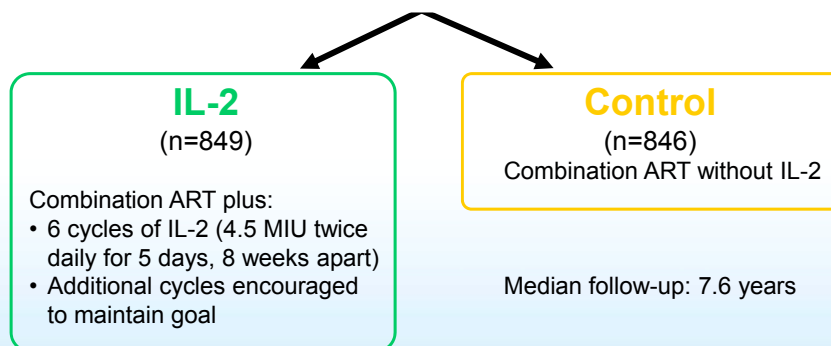 IL-2
(n=849)
Combination ART plus:
• 6 cycles of IL-2 (4.5 MIU twice
daily for 5 days, 8 weeks apart)
• Additional cycles encouraged
to maintain goal
Control
(n=846)
Combination ART without IL-2
Median follow-up: 7.6 years